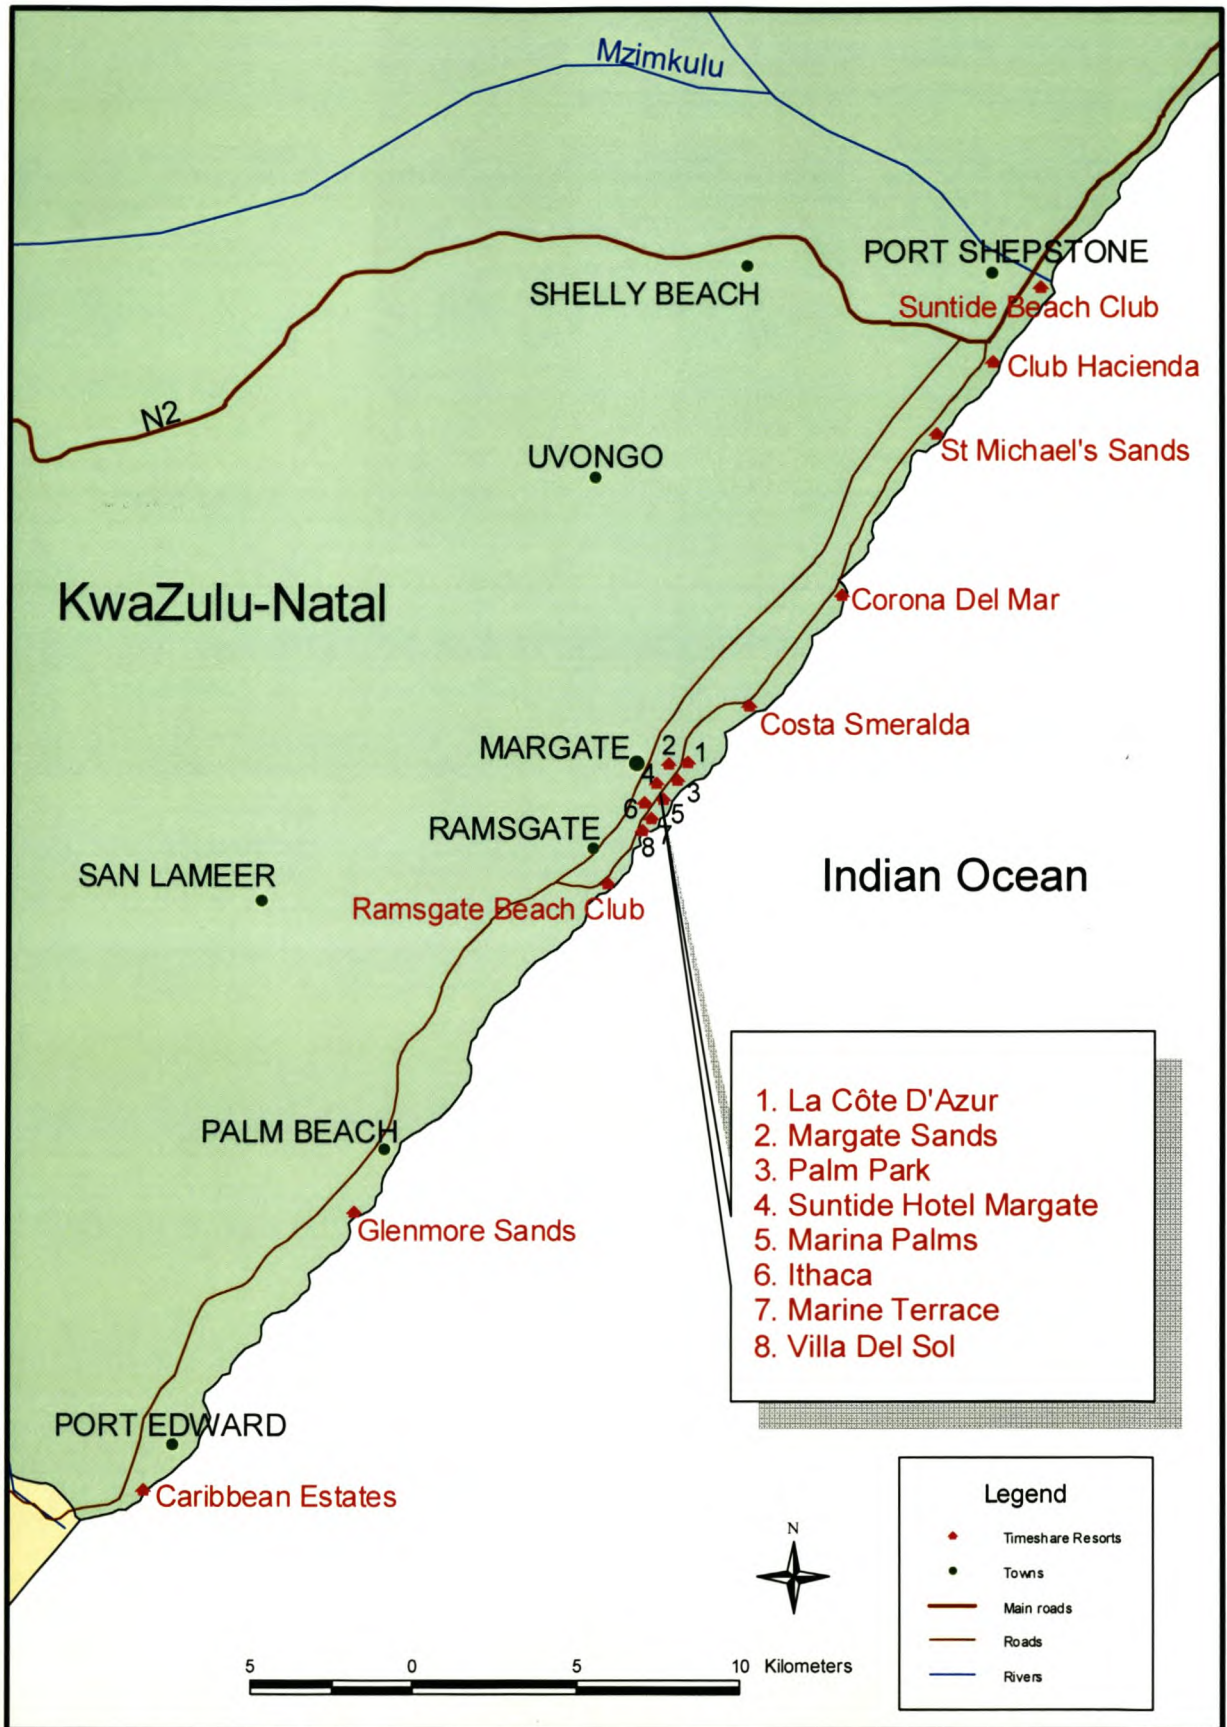 Mzimkulu
PORT SHEPSTONE
SHELLY BEACH
Suntide Beach Club
Club Hacienda
N2
St Michael's Sands
UVONGO
KwaZulu-Natal
Corona Del Mar
Costa Smeralda
MARGATE
2
1
4
3
6
5
RAMSGATE
7
8
SAN LAMEER
Indian Ocean
Ramsgate Beach Club
1. La Côte D'Azur
2. Margate Sands
3. Palm Park
4. Suntide Hotel Margate
5. Marina Palms
6. Ithaca
7. Marine Terrace
8. Villa Del Sol
PALM BEACH
Glenmore Sands
PORT EDWARD
Caribbean Estates
Legend
Timeshare Resorts
Towns
Main roads
Roads
Rivers
N
5 0 5 10 Kilometers